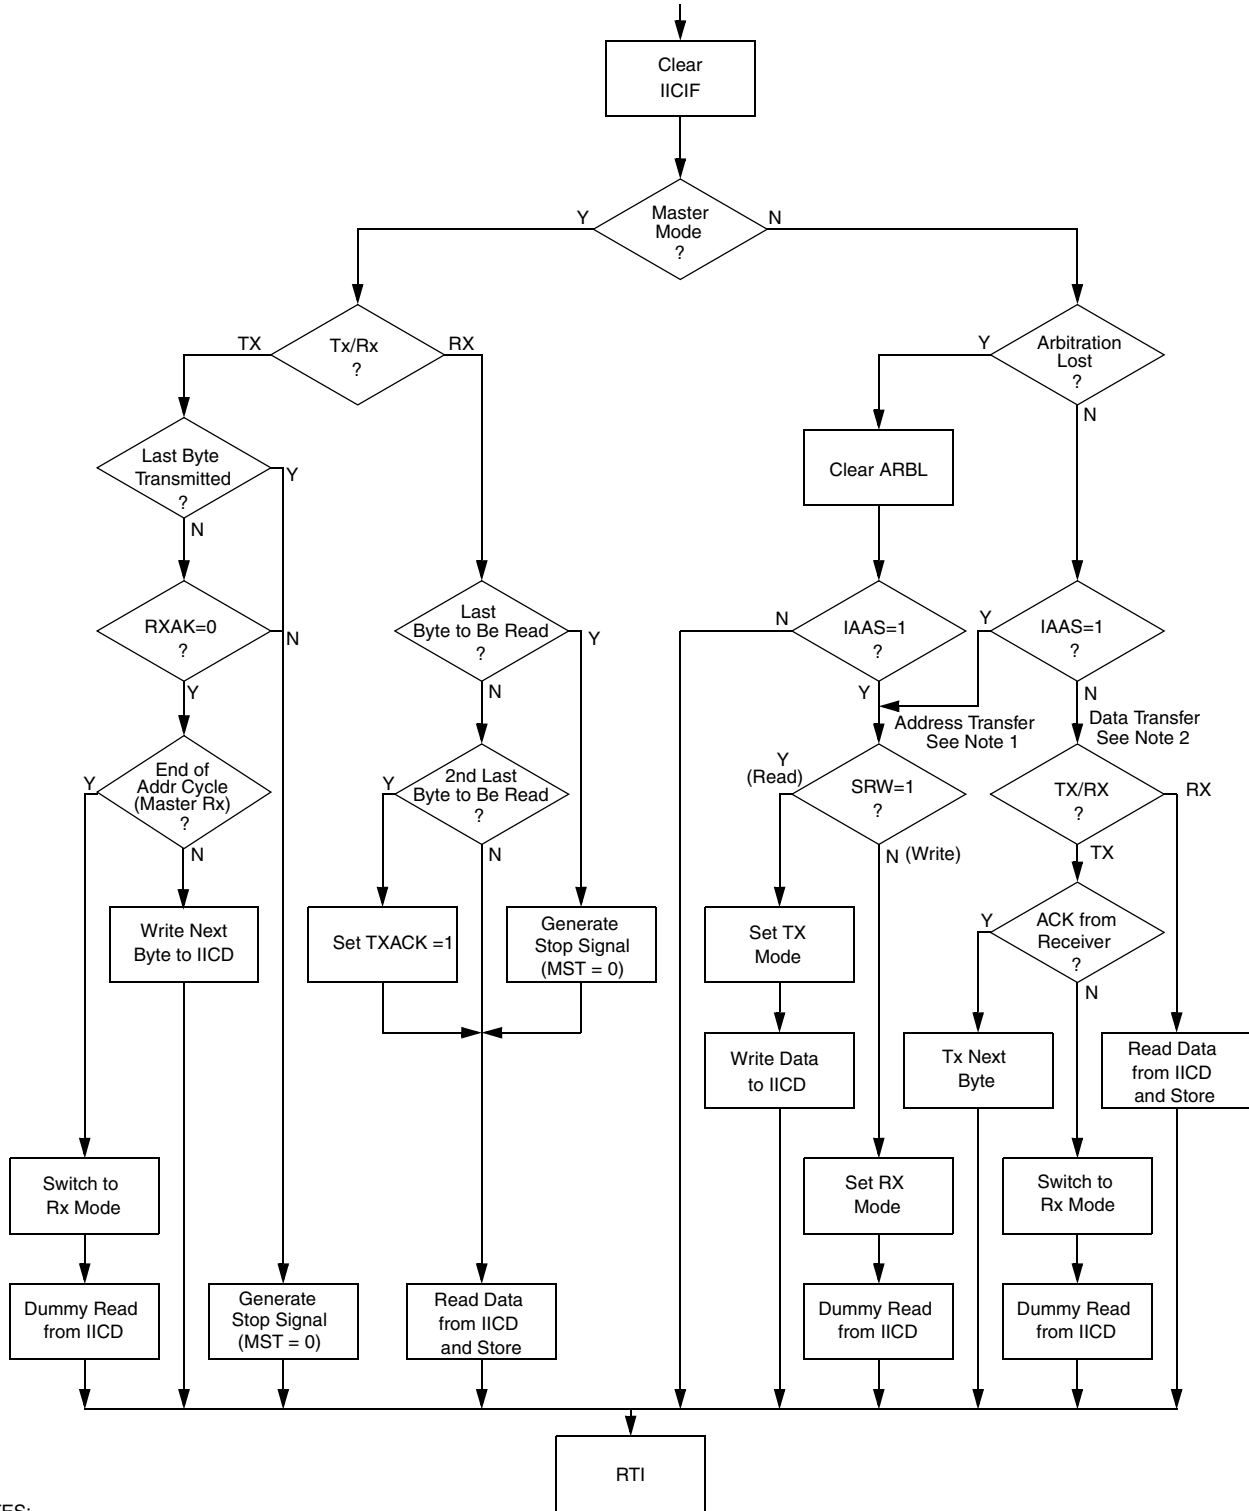 Clear
IICIF
Master
Mode
?
Y
N
Tx/Rx
?
TX
RX
Arbitration
Lost
?
Y
N
Last Byte
Transmitted
?
Y
N
Clear ARBL
RXAK=0
?
N
Y
Last
Byte to Be Read
?
Y
N
IAAS=1
?
N
Y
IAAS=1
?
Y
N
Address Transfer
See Note 1
Data Transfer
See Note 2
End of
Addr Cycle
(Master Rx)
?
Y
N
2nd Last
Byte to Be Read
?
Y
N
Y
(Read)
SRW=1
?
N (Write)
TX/RX
?
RX
TX
Write Next
Byte to IICD
Set TXACK =1
Generate
Stop Signal
(MST = 0)
Set TX
Mode
ACK from
Receiver
?
Y
N
Write Data
to IICD
Tx Next
Byte
Read Data
from IICD
and Store
Switch to
Rx Mode
Set RX
Mode
Switch to
Rx Mode
Dummy Read
from IICD
Generate
Stop Signal
(MST = 0)
Read Data
from IICD
and Store
Dummy Read
from IICD
Dummy Read
from IICD
RTI